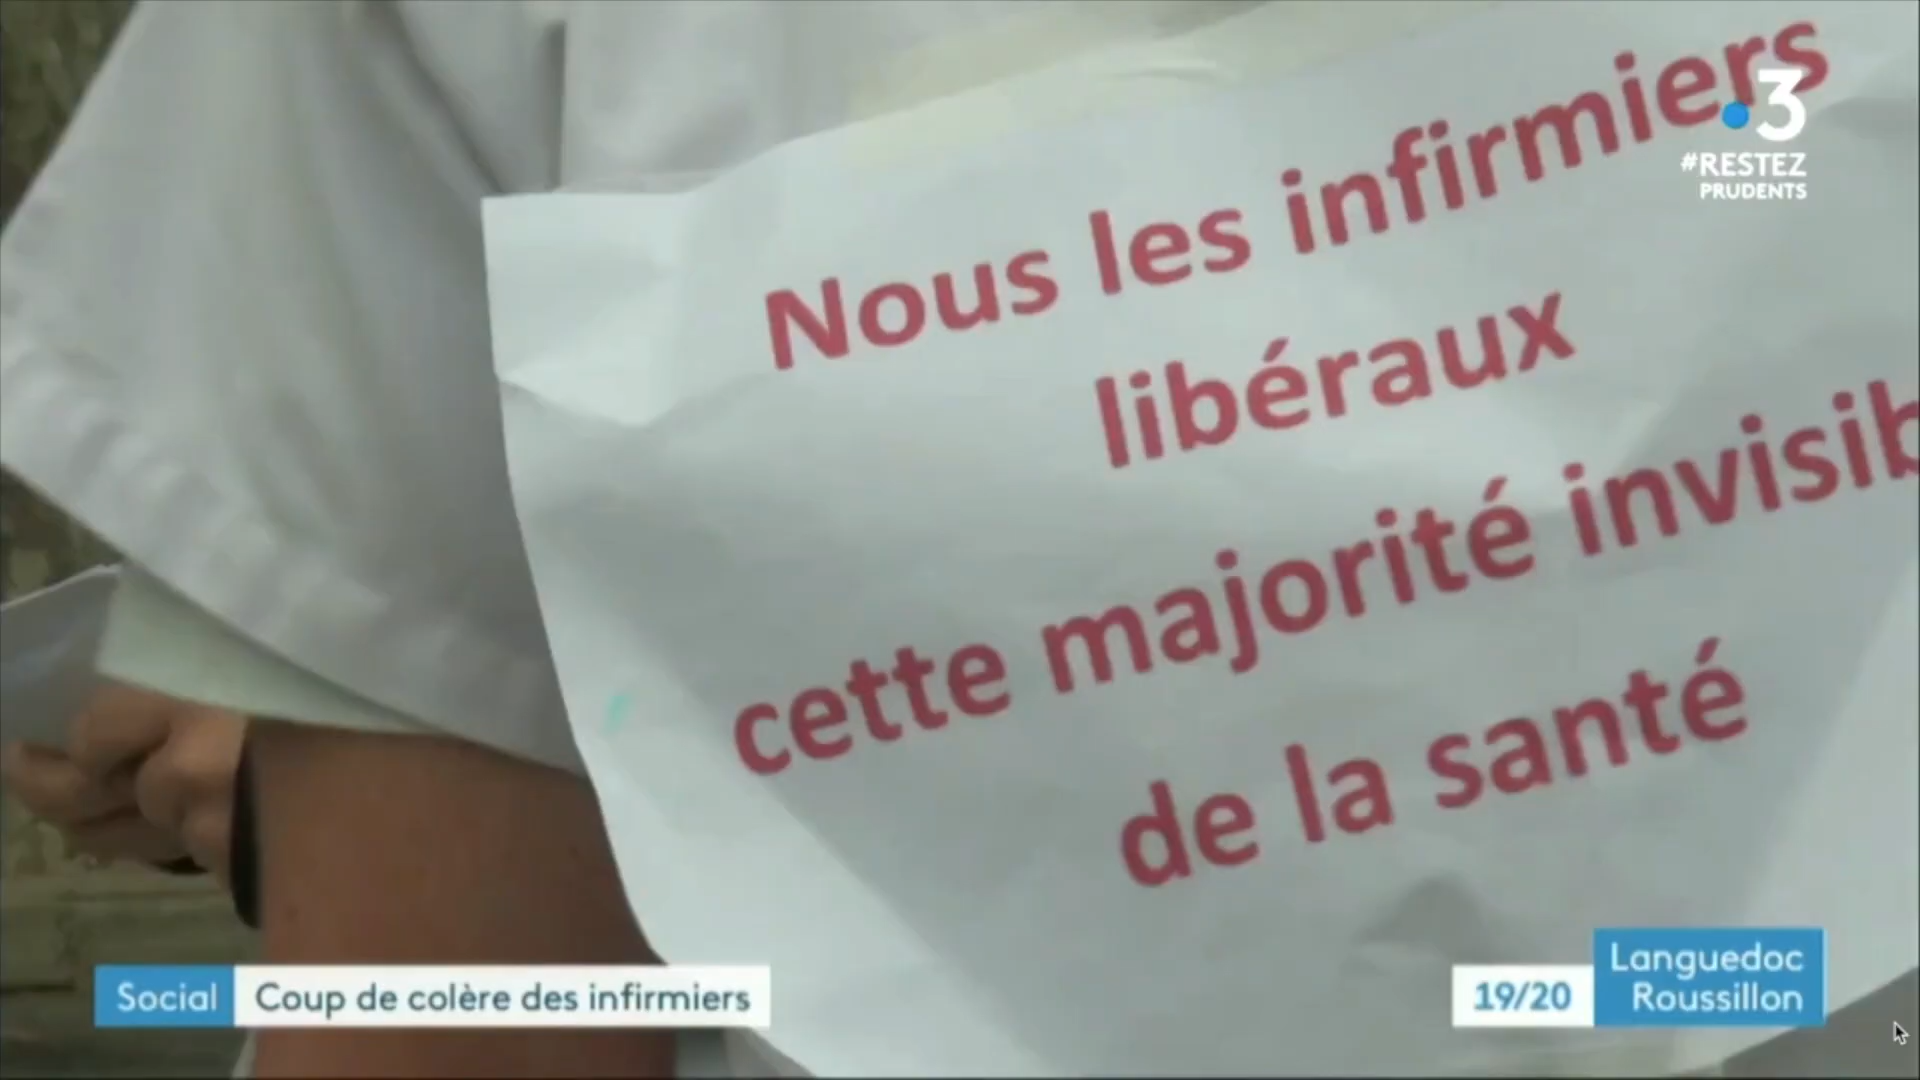 3
#RESTEZ
PRUDENTS
Nous les infirmiers
libéraux
cette majorité invisib
de la santé
Social
Coup de colère des infirmiers
19/20
Languedoc
Roussillon